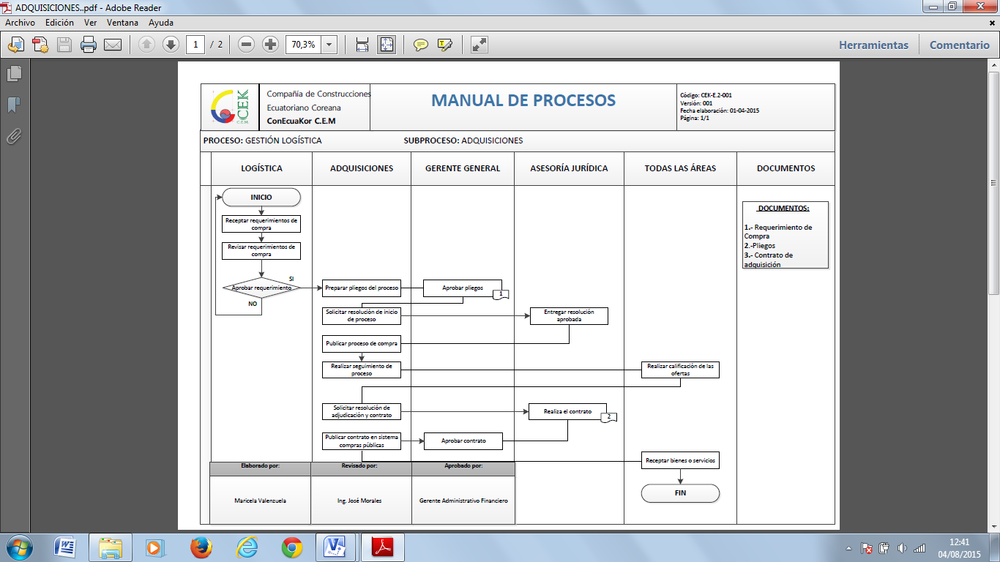 ADQUISICIONES..pdf - Adobe Reader
Archivo Edición Ver Ventana Ayuda
1 / 2 70,3% Herramientas Comentario
CEK
C.E.M.
Compañía de Construcciones
Ecuatoriano Coreana
ConEcuaKor C.E.M
MANUAL DE PROCESOS
Código: CEK-E.2-001
Versión: 001
Fecha elaboración: 01-04-2015
Página: 1/1
PROCESO: GESTIÓN LOGÍSTICA SUBPROCESO: ADQUISICIONES
LOGÍSTICA ADQUISICIONES GERENTE GENERAL ASESORÍA JURÍDICA TODAS LAS ÁREAS DOCUMENTOS
INICIO
Receptar requerimientos de
compra
Revisar requerimientos de
compra
SI
Aprobar requerimiento
NO
Preparar pliegos del proceso
Aprobar pliegos
1
Solicitar resolución de inicio
de proceso
Entregar resolución
aprobada
Publicar proceso de compra
Realizar seguimiento de
proceso
Realizar calificación de las
ofertas
Solicitar resolución de
adjudicación y contrato
Realiza el contrato
2
Publicar contrato en sistema
compras públicas
Aprobar contrato
Receptar bienes o servicios
FIN
DOCUMENTOS:
1.- Requerimiento de
Compra
2.-Pliegos
3.- Contrato de
adquisición
Elaborado por: Revisado por: Aprobado por:
Maricela Valenzuela Ing. José Morales Gerente Administrativo Financiero
12:41
04/08/2015